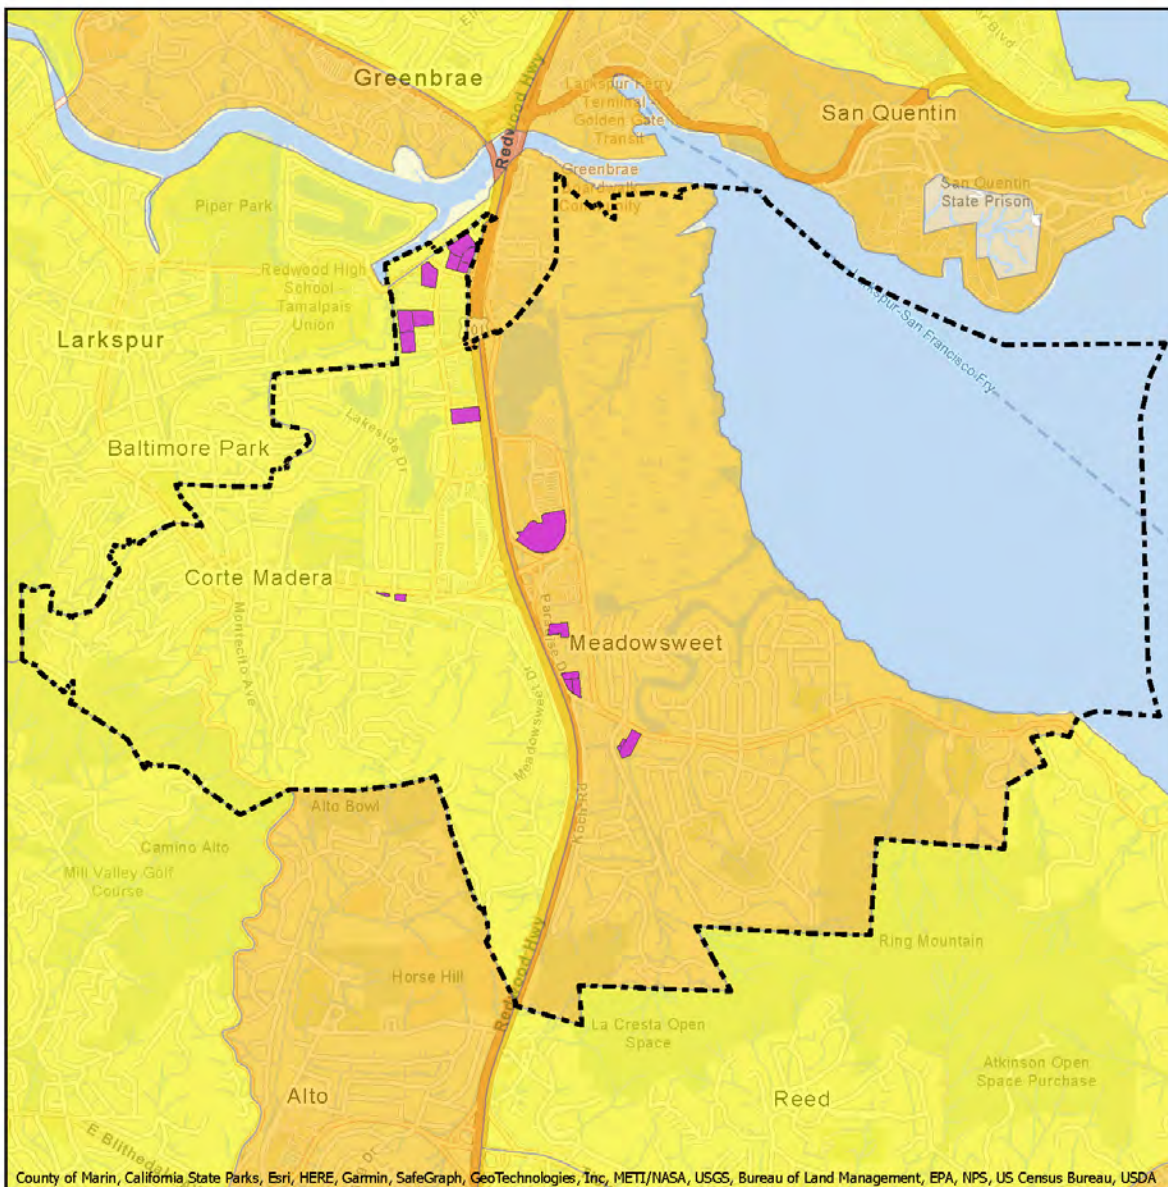 Greenbrae
Redwood Hwy
Larkspur Ferry
Terminal -
Golden Gate
Transit
San Quentin
Greenbrae
Boardwalk
Community
San Quentin
State Prison
Piper Park
Redwood High
School -
Tamalpais
Union
Larkspur
Larkspur-San Francisco Fry
Baltimore Park
Lakeside Dr
Corte Madera
Montecito Ave
Paradise Dr
Meadowsweet
Meadowsweet Dr
Koch Rd
Alto Bowl
Camino Alto
Mill Valley Golf
Course
Ring Mountain
Horse Hill
Redwood Hwy
La Cresta Open
Space
Atkinson Open
Space Purchase
Alto
Reed
E Blithedale
County of Marin, California State Parks, Esri, HERE, Garmin, SafeGraph, GeoTechnologies, Inc, METI/NASA, USGS, Bureau of Land Management, EPA, NPS, US Census Bureau, USDA